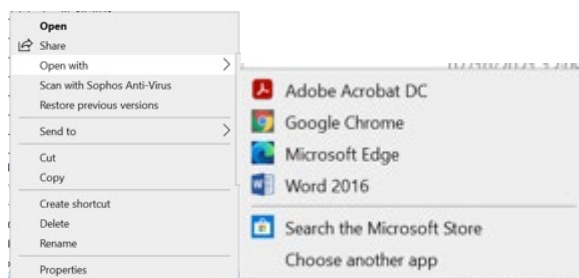 Open
Share
Open with
Scan with Sophos Anti-Virus
Restore previous versions
Send to
Cut
Copy
Create shortcut
Delete
Rename
Properties
Adobe Acrobat DC
Google Chrome
Microsoft Edge
Word 2016
Search the Microsoft Store
Choose another app